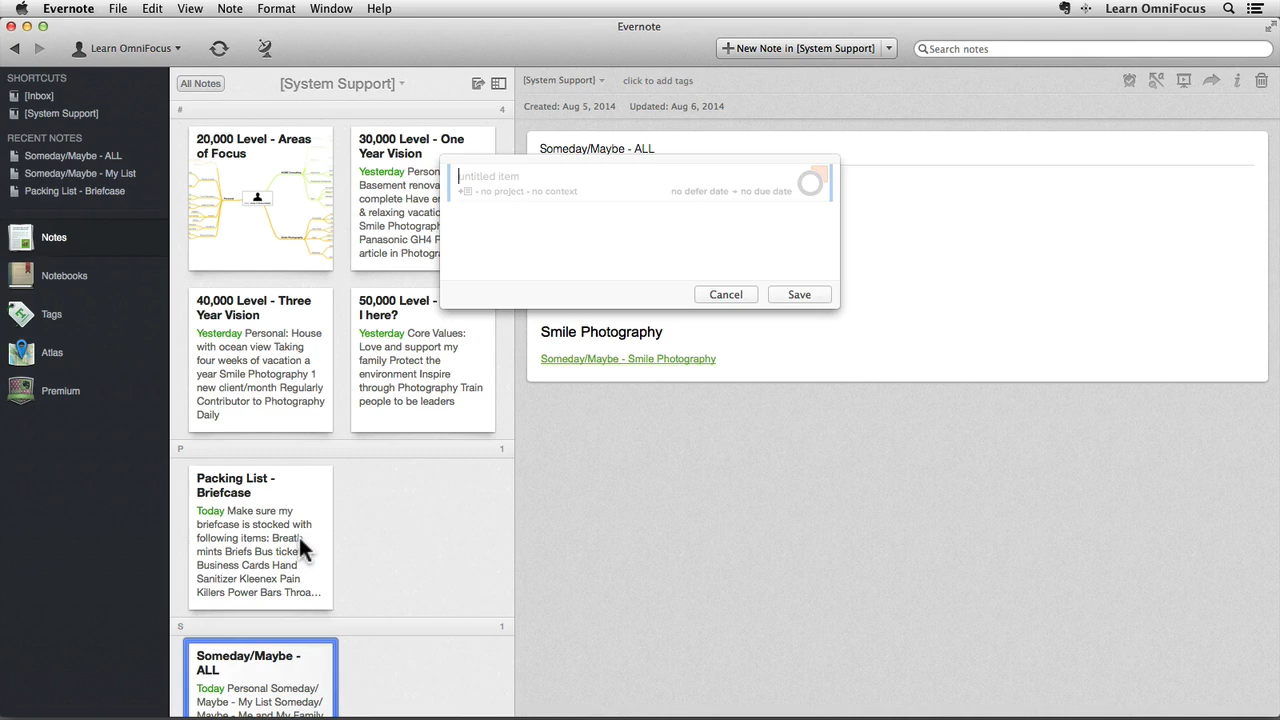 Evernote File Edit View Note Format Window Help Learn OmniFocus
Evernote
Learn OmniFocus
New Note in [System Support]
Search notes
SHORTCUTS
[Inbox]
[System Support]
RECENT NOTES
Someday/Maybe - ALL
Someday/Maybe - My List
Packing List - Briefcase
Notes
Notebooks
Tags
Atlas
Premium
All Notes
[System Support]
# 4
20,000 Level - Areas
of Focus
30,000 Level - One
Year Vision
Yesterday Person
Basement renova
complete Have en
& relaxing vacatio
Smile Photograph
Panasonic GH4 P
article in Photogra
40,000 Level - Three
Year Vision
Yesterday Personal: House
with ocean view Taking
four weeks of vacation a
year Smile Photography 1
new client/month Regularly
Contributor to Photography
Daily
50,000 Level -
I here?
Yesterday Core Values:
Love and support my
family Protect the
environment Inspire
through Photography Train
people to be leaders
P 1
Packing List -
Briefcase
Today Make sure my
briefcase is stocked with
following items: Breath
mints Briefs Bus ticke
Business Cards Hand
Sanitizer Kleenex Pain
Killers Power Bars Throa...
S 1
Someday/Maybe -
ALL
Today Personal Someday/
Maybe - My List Someday/
Maybe - Me and My Family
[System Support] click to add tags
Created: Aug 5, 2014 Updated: Aug 6, 2014
Someday/Maybe - ALL
untitled item
no project · no context
no defer date no due date
Cancel
Save
Smile Photography
Someday/Maybe - Smile Photography